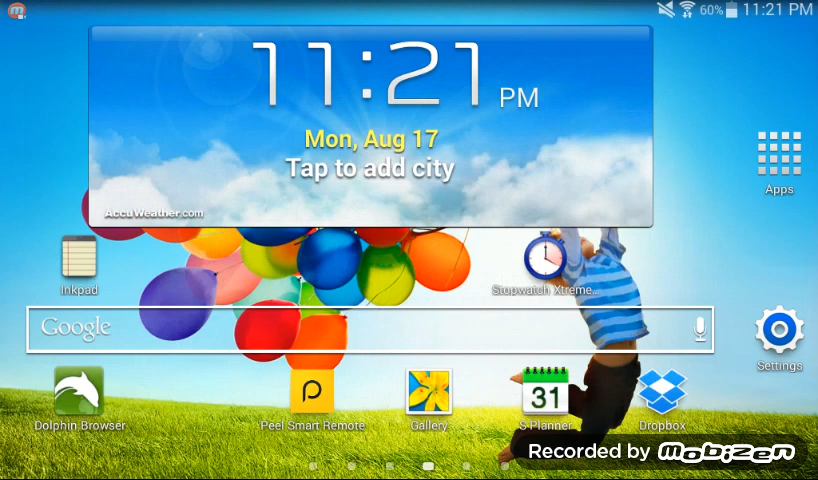 60% 11:21 PM
11:21 PM
Mon, Aug 17
Tap to add city
AccuWeather.com
Inkpad
Stopwatch Xtreme...
Apps
Google
Settings
31
Dolphin Browser
Peel Smart Remote
Gallery
S Planner
Dropbox
Recorded by Mobizen